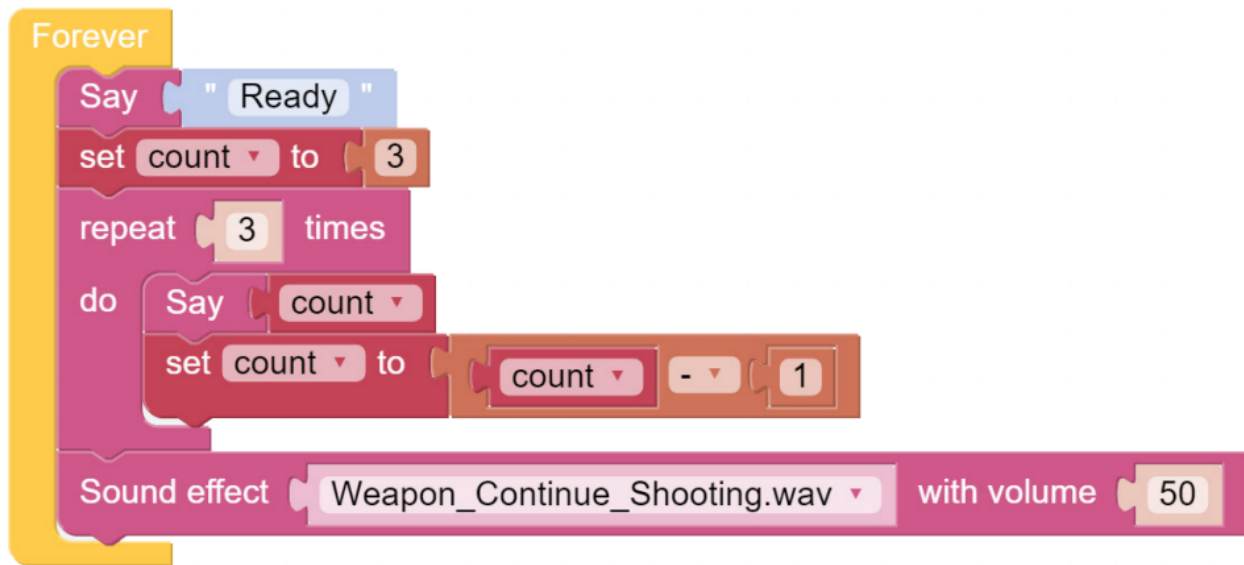 Forever
Say " Ready "
set count to 3
repeat 3 times
do Say count
set count to count - 1
Sound effect Weapon_Continue_Shooting.wav with volume 50